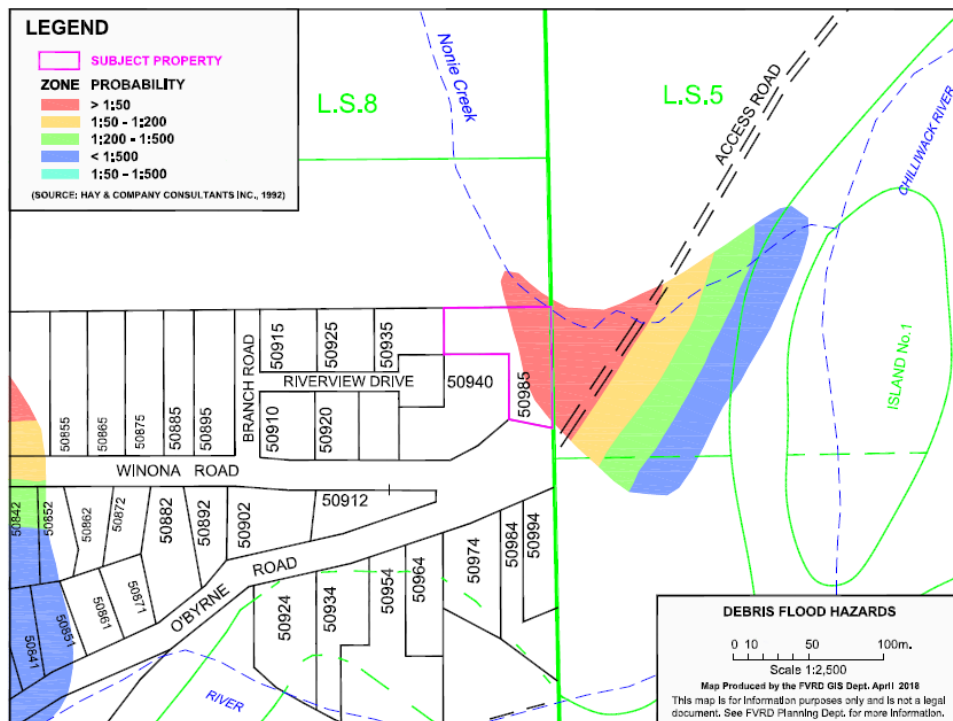 LEGEND
SUBJECT PROPERTY
ZONE PROBABILITY
> 1:50
1:50 - 1:200
1:200 - 1:500
< 1:500
1:50 - 1:500
(SOURCE: HAY & COMPANY CONSULTANTS INC., 1992)
Nonie Creek
L.S.8
L.S.5
ACCESS ROAD
CHILLIWACK RIVER
ISLAND No.1
BRANCH ROAD
50915
50925
50935
RIVERVIEW DRIVE
50940
50985
50855
50865
50875
50885
50895
50910
50920
WINONA ROAD
50842
50852
50862
50872
50882
50892
50902
50912
O'BYRNE ROAD
50841
50851
50861
50871
50924
50934
50954
50964
50974
50984
50994
RIVER
DEBRIS FLOOD HAZARDS
0 10 50 100m.
Scale 1:2,500
Map Produced by the FVRD GIS Dept. April 2018
This map is for information purposes only and is not a legal
document. See FVRD Planning Dept. for more information.